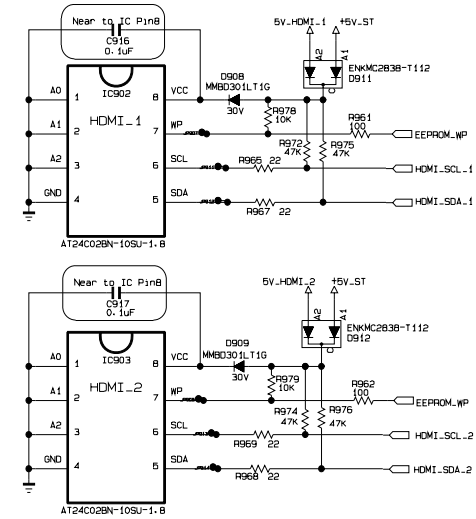 Near to IC Pin8
C916
0.1uF
5V_HDMI_1 +5V_ST
A2 A1
ENKMC2838-T112
C D911
IC902
D908
MMBD301LT1G
30V
A0 1 8 VCC
HDMI_1
R978
10K
A1 2 7 WP
R961
100
EEPROM_WP
R972
47K
R975
47K
A2 3 6 SCL
R965 22
HDMI_SCL_1
GND 4 5 SDA
R967 22
HDMI_SDA_1
AT24C02BN-10SU-1.8
Near to IC Pin8
C917
0.1uF
5V_HDMI_2 +5V_ST
A2 A1
ENKMC2838-T112
C D912
IC903
D909
MMBD301LT1G
30V
A0 1 8 VCC
HDMI_2
R979
10K
A1 2 7 WP
R962
100
EEPROM_WP
R974
47K
R976
47K
A2 3 6 SCL
R969 22
HDMI_SCL_2
GND 4 5 SDA
R968 22
HDMI_SDA_2
AT24C02BN-10SU-1.8